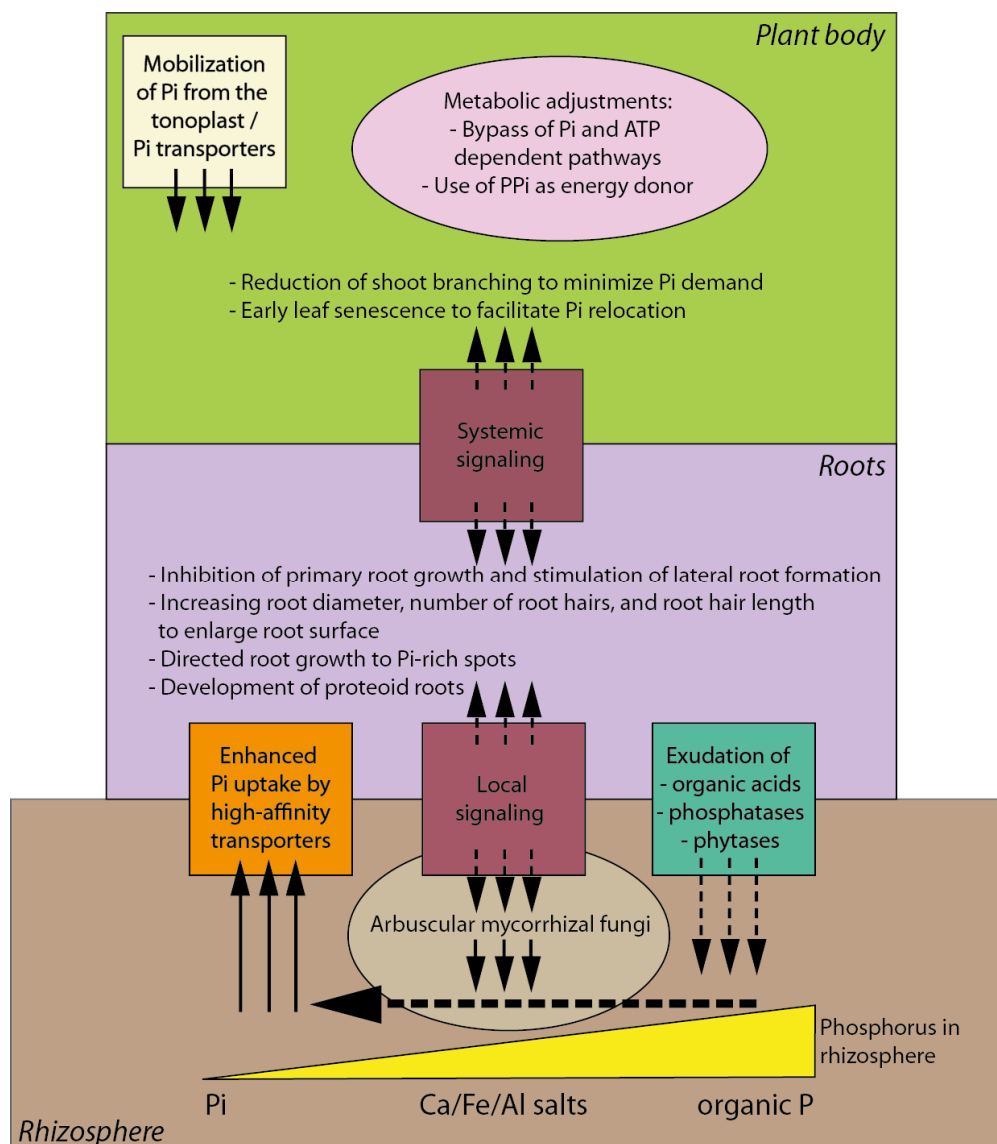 Plant body
Mobilization
of Pi from the
tonoplast /
Pi transporters
Metabolic adjustments:
- Bypass of Pi and ATP
dependent pathways
- Use of PPi as energy donor
- Reduction of shoot branching to minimize Pi demand
- Early leaf senescence to facilitate Pi relocation
Systemic
signaling
Roots
- Inhibition of primary root growth and stimulation of lateral root formation
- Increasing root diameter, number of root hairs, and root hair length
to enlarge root surface
- Directed root growth to Pi-rich spots
- Development of proteoid roots
Enhanced
Pi uptake by
high-affinity
transporters
Local
signaling
Exudation of
- organic acids
- phosphatases
- phytases
Arbuscular mycorrhizal fungi
Phosphorus in
rhizosphere
Pi
Ca/Fe/Al salts
organic P
Rhizosphere